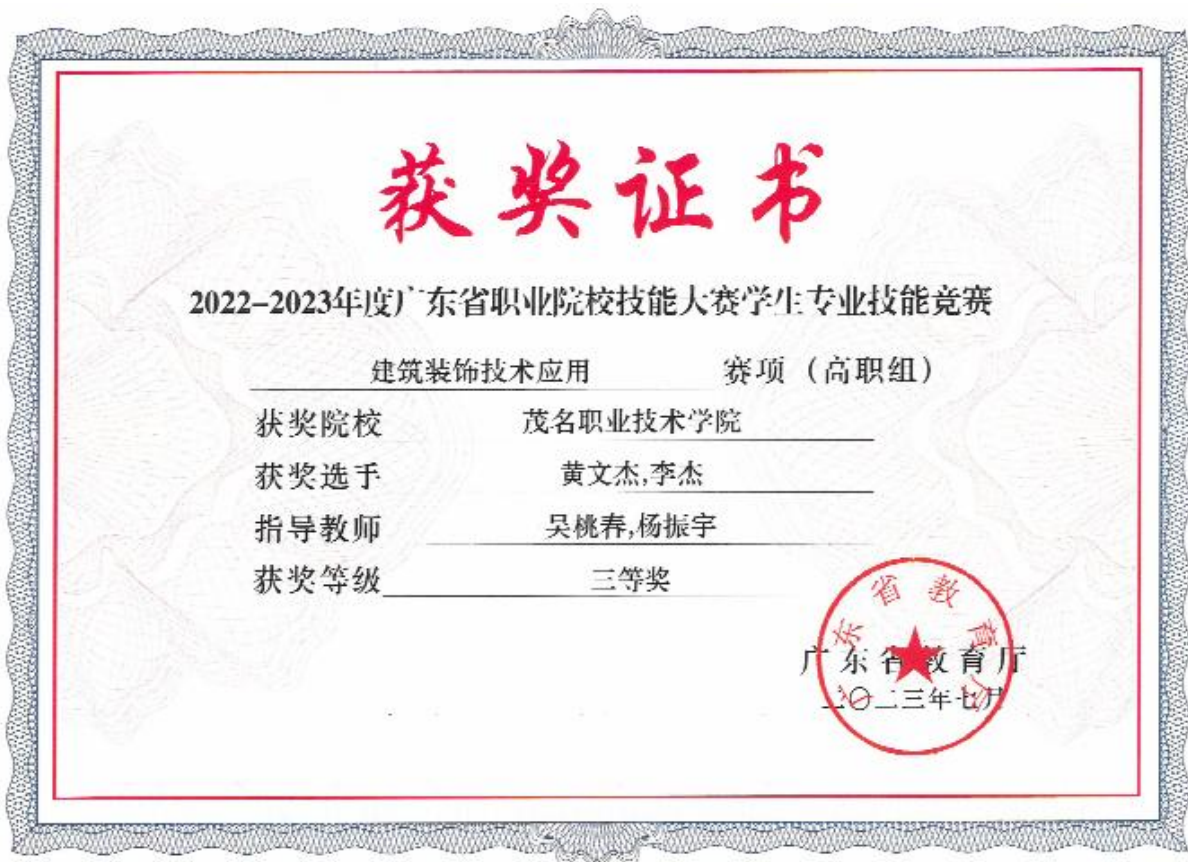 获奖证书
2022-2023年度广东省职业院校技能大赛学生专业技能竞赛
建筑装饰技术应用 赛项（高职组）
获奖院校 茂名职业技术学院
获奖选手 黄文杰,李杰
指导教师 吴桃春,杨振宇
获奖等级 三等奖
广东省教育厅
广东省教育厅
二〇二三年七月